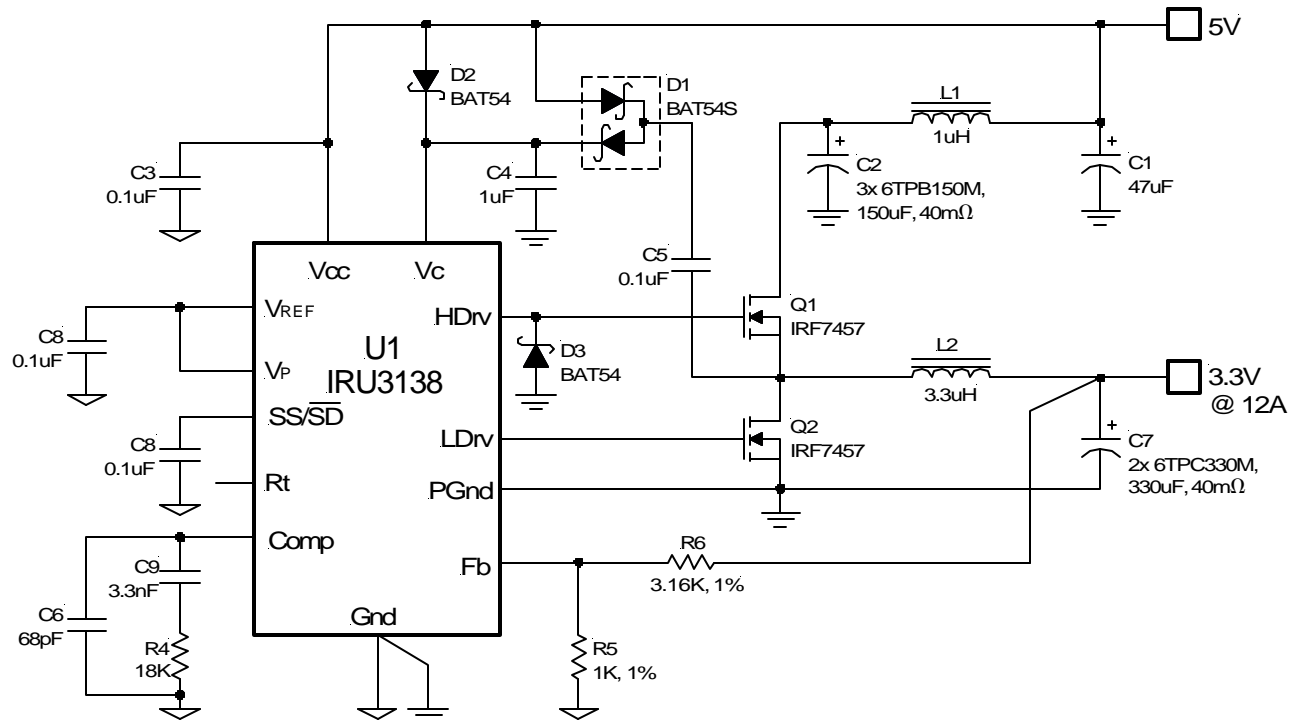 5V
D2
BAT54
D1
BAT54S
L1
1uH
C3
0.1uF
C4
1uF
C2
3x 6TPB150M,
150uF, 40mΩ
C1
47uF
C5
0.1uF
Vcc
Vc
VREF
HDrv
Q1
IRF7457
C8
0.1uF
U1
IRU3138
VP
D3
BAT54
L2
3.3uH
3.3V
@ 12A
SS/SD
C8
0.1uF
LDrv
Q2
IRF7457
C7
2x 6TPC330M,
330uF, 40mΩ
Rt
PGnd
Comp
Fb
R6
3.16K, 1%
C9
3.3nF
C6
68pF
Gnd
R4
18K
R5
1K, 1%